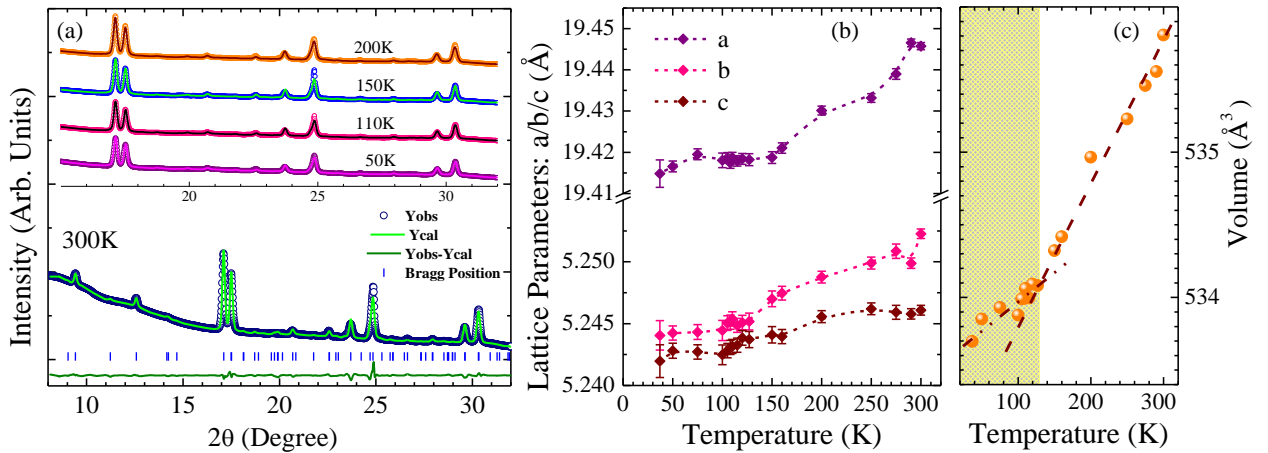 (a)
200K
150K
110K
50K
20 25 30
Yobs
Ycal
Yobs-Ycal
Bragg Position
300K
Intensity (Arb. Units)
10 15 20 25 30
2θ (Degree)
(b)
a
b
c
19.45
19.44
19.43
19.42
19.41
5.250
5.245
5.240
Lattice Parameters: a/b/c (Å)
0 50 100 150 200 250 300
Temperature (K)
(c)
535
534
Volume (Å³)
100 200 300
Temperature (K)